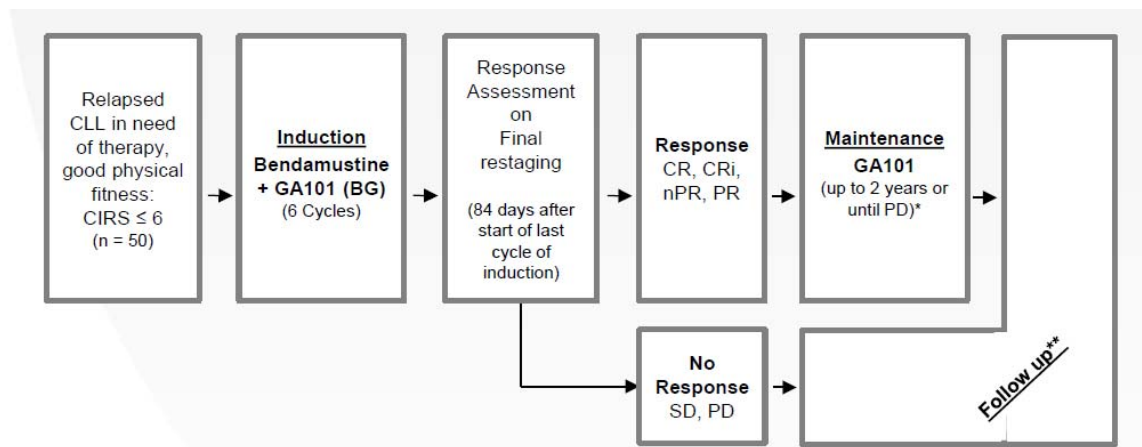 Relapsed
CLL in need
of therapy,
good physical
fitness:
CIRS ≤ 6
(n = 50)
Induction
Bendamustine
+ GA101 (BG)
(6 Cycles)
Response
Assessment
on
Final
restaging
(84 days after
start of last
cycle of
induction)
Response
CR, CRi,
nPR, PR
Maintenance
GA101
(up to 2 years or
until PD)*
No
Response
SD, PD
Follow up**